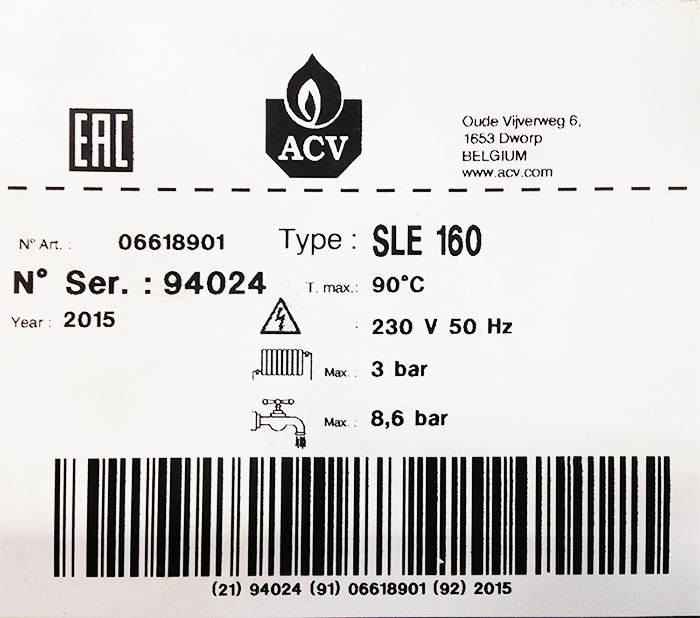 EAC
ACV
Oude Vijverweg 6,
1653 Dworp
BELGIUM
www.acv.com
N° Art. : 06618901
Type : SLE 160
N° Ser. : 94024
T. max.: 90°C
Year : 2015
: 230 V 50 Hz
Max. : 3 bar
Max. : 8,6 bar
(21) 94024 (91) 06618901 (92) 2015